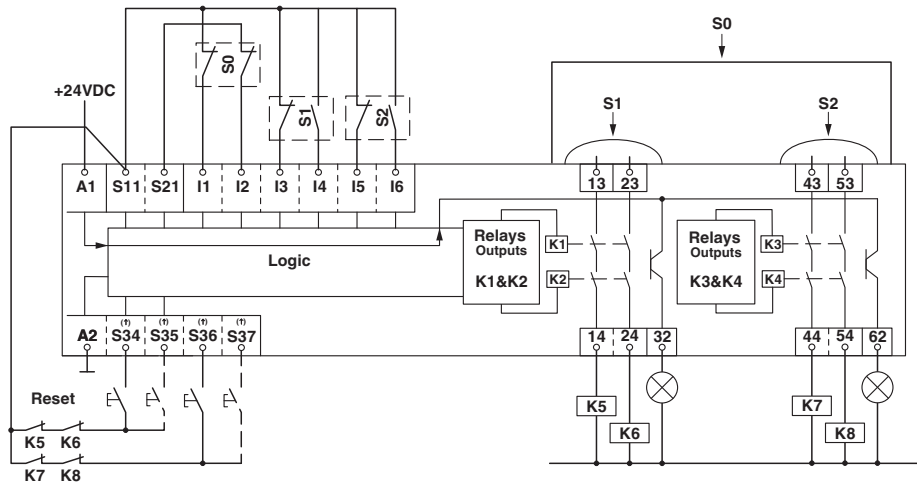 S0
S0
S1
S2
+24VDC
S1
S2
A1 S11 S21 I1 I2 I3 I4 I5 I6
13 23
43 53
Relays
Outputs
K1&K2
K1
K2
Relays
Outputs
K3&K4
K3
K4
Logic
A2 S34 S35 S36 S37
(†) (†) (†) (†)
14 24 32
44 54 62
Reset
K5 K6
K7 K8
K5
K6
K7
K8